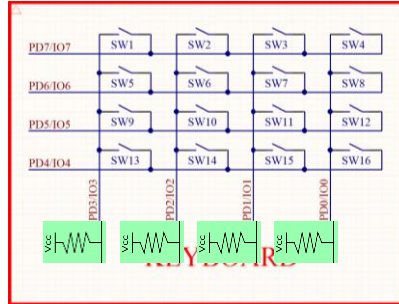 SW1 SW2 SW3 SW4
PD7/IO7
SW5 SW6 SW7 SW8
PD6/IO6
SW9 SW10 SW11 SW12
PD5/IO5
SW13 SW14 SW15 SW16
PD4/IO4
PD3/IO3 PD2/IO2 PD1/IO1 PD0/IO0
Vcc Vcc Vcc Vcc
KEYBOARD